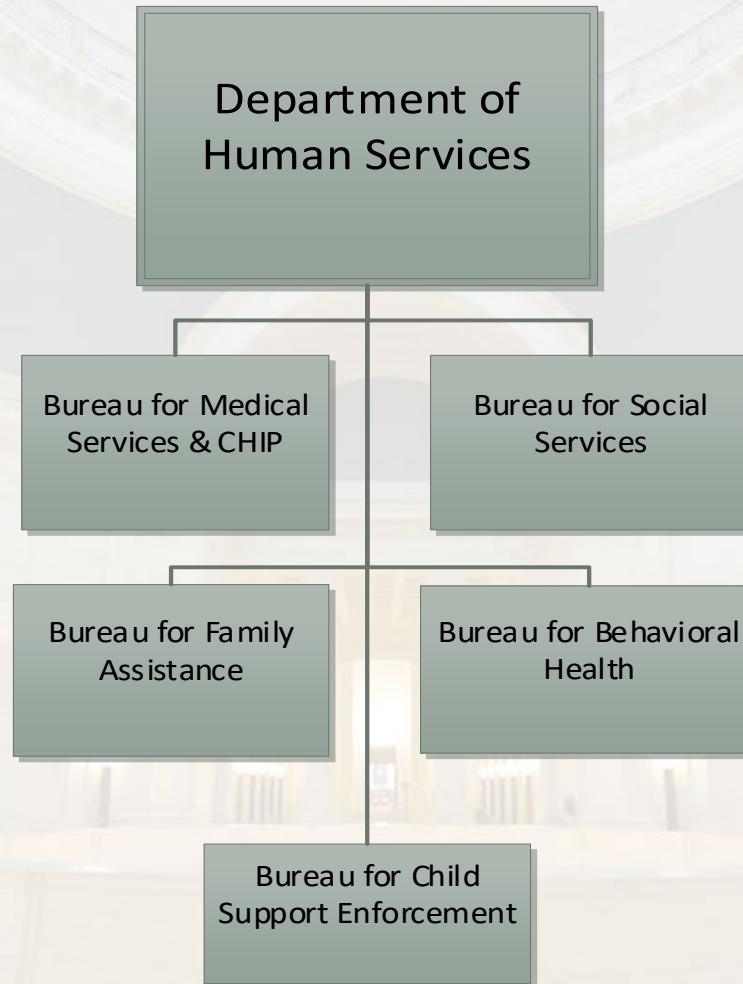 Department of
Human Services
Bureau for Medical
Services & CHIP
Bureau for Social
Services
Bureau for Family
Assistance
Bureau for Behavioral
Health
Bureau for Child
Support Enforcement